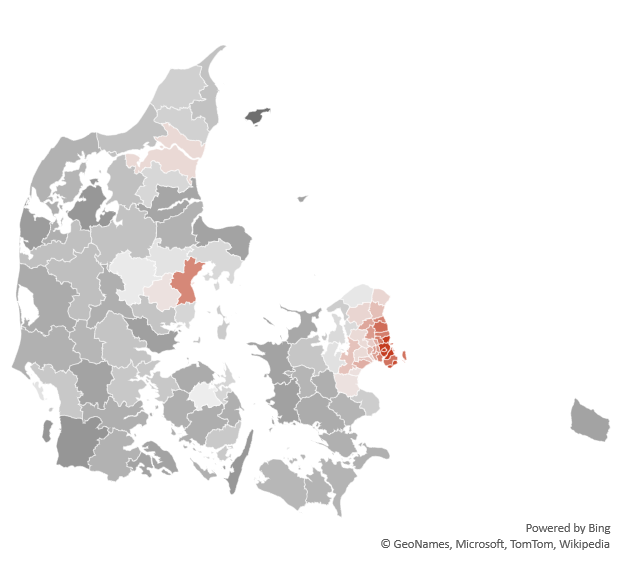 Powered by Bing
© GeoNames, Microsoft, TomTom, Wikipedia